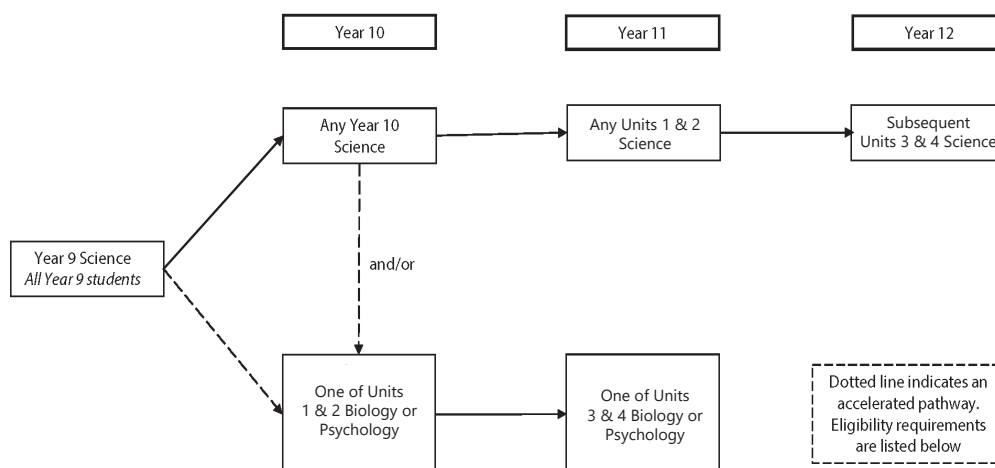 Year 10
Year 11
Year 12
Any Year 10
Science
Any Units 1 & 2
Science
Subsequent
Units 3 & 4 Science
Year 9 Science
All Year 9 students
and/or
One of Units
1 & 2 Biology or
Psychology
One of Units
3 & 4 Biology or
Psychology
Dotted line indicates an
accelerated pathway.
Eligibility requirements
are listed below